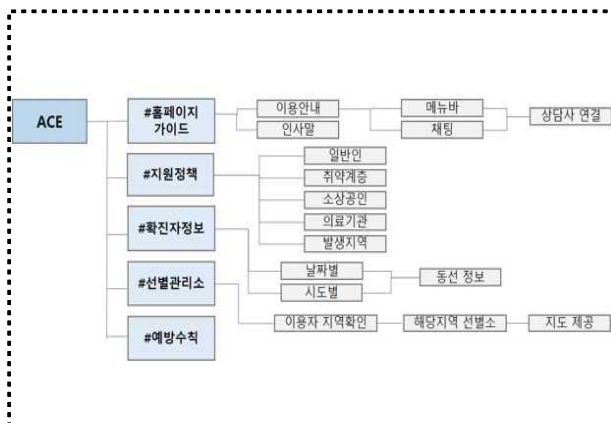 ACE
#홈페이지
가이드
이용안내
인사말
메뉴바
채팅
상담사 연결
#지원정책
일반인
취약계층
소상공인
의료기관
발생지역
#확진자정보
날짜별
시도별
동선 정보
#선별관리소
이용자 지역확인
해당지역 선별소
지도 제공
#예방수칙